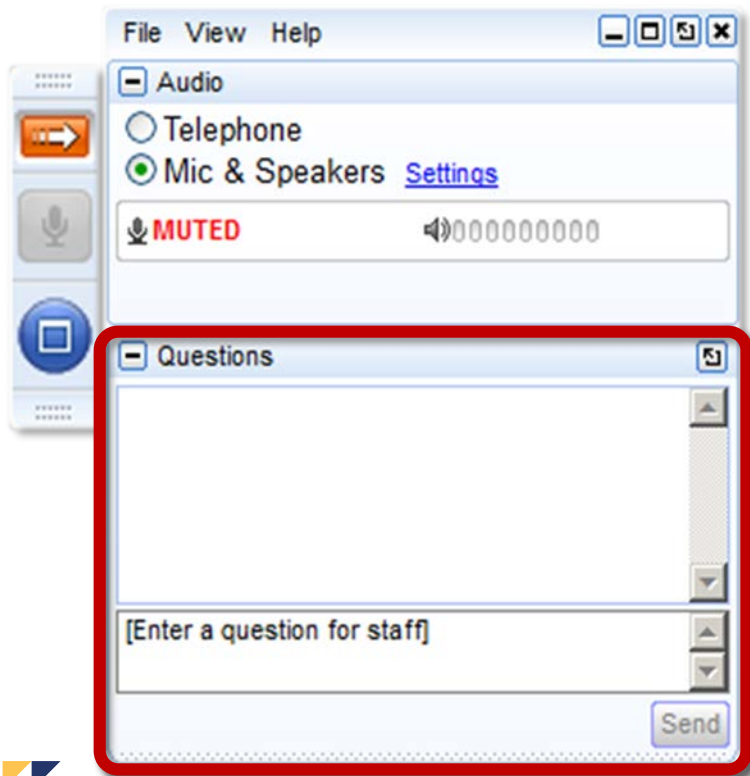 File View Help
Audio
Telephone
Mic & Speakers Settings
MUTED 000000000
Questions
[Enter a question for staff]
Send